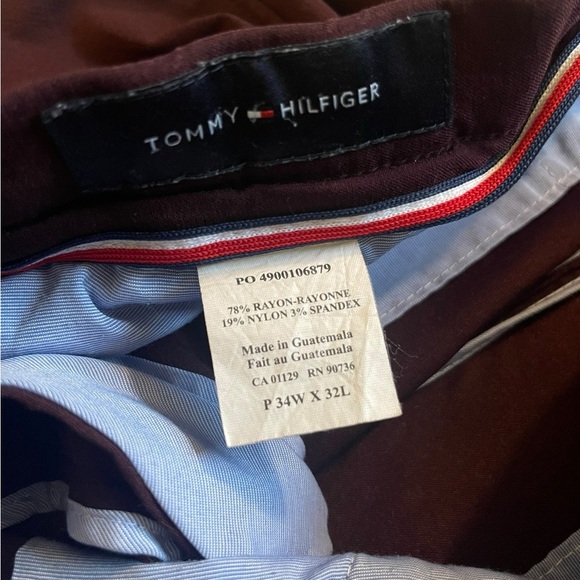 TOMMY HILFIGER
PO 4900106879
78% RAYON-RAYONNE
19% NYLON 3% SPANDEX
Made in Guatemala
Fait au Guatemala
CA 01129 RN 90736
P 34W X 32L